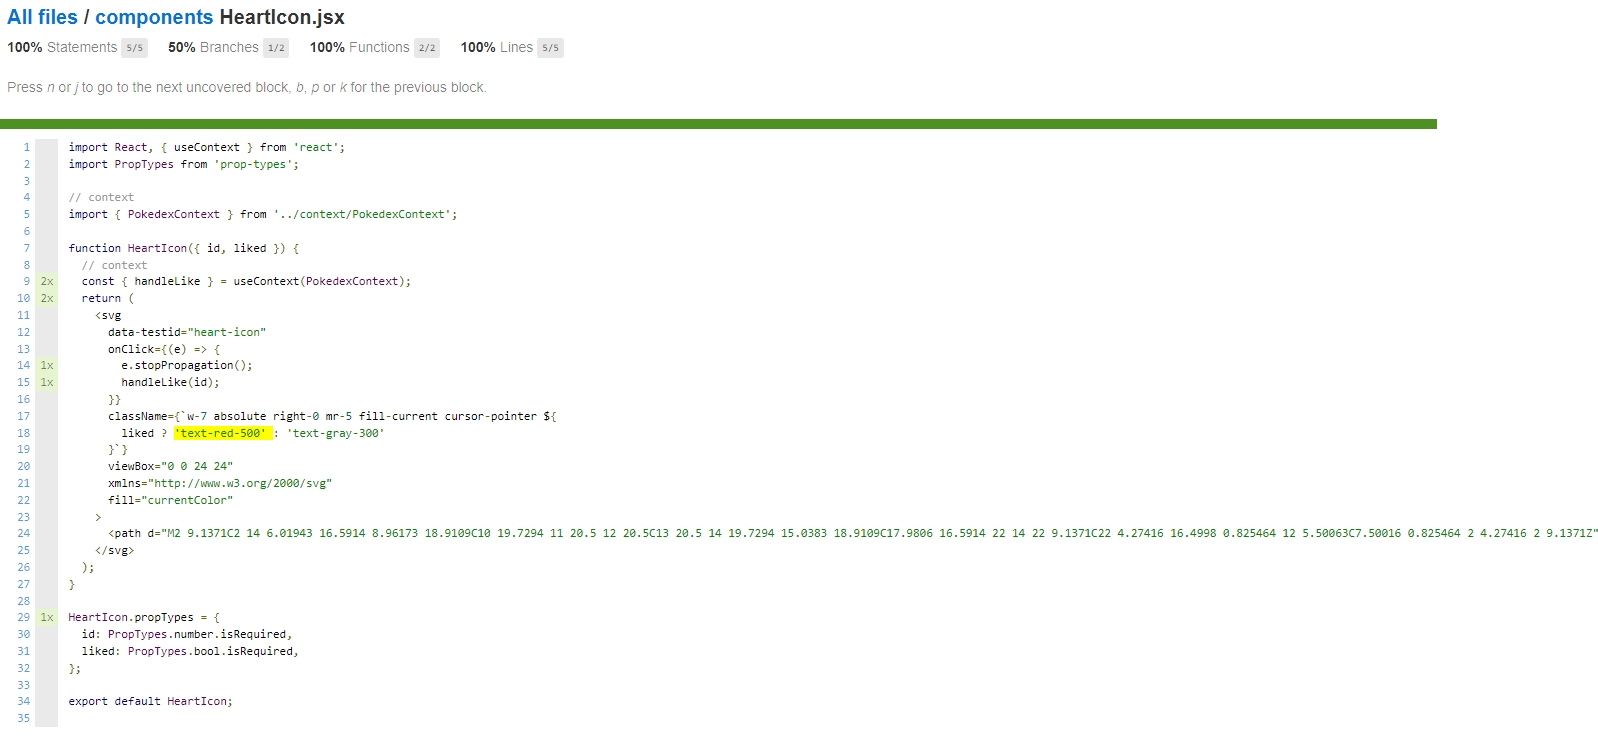 All files / components HeartIcon.jsx
100% Statements 5/5 50% Branches 1/2 100% Functions 2/2 100% Lines 5/5
Press n or j to go to the next uncovered block, b, p or k for the previous block.
1 import React, { useContext } from 'react';
2 import PropTypes from 'prop-types';
3
4 // context
5 import { PokedexContext } from '../context/PokedexContext';
6
7 function HeartIcon({ id, liked }) {
8 // context
9 2x const { handleLike } = useContext(PokedexContext);
10 2x return (
11 <svg
12 data-testid="heart-icon"
13 onClick={(e) => {
14 1x e.stopPropagation();
15 1x handleLike(id);
16 }}
17 className={`w-7 absolute right-0 mr-5 fill-current cursor-pointer ${
18 liked ? 'text-red-500' : 'text-gray-300'
19 }`}
20 viewBox="0 0 24 24"
21 xmlns="http://www.w3.org/2000/svg"
22 fill="currentColor"
23 >
24 <path d="M2 9.1371C2 14 6.01943 16.5914 8.96173 18.9109C10 19.7294 11 20.5 12 20.5C13 20.5 14 19.7294 15.0383 18.9109C17.9806 16.5914 22 14 22 9.1371C22 4.27416 16.4998 0.825464 12 5.50063C7.50016 0.825464 2 4.27416 2 9.1371Z"
25 </svg>
26 );
27 }
28
29 1x HeartIcon.propTypes = {
30 id: PropTypes.number.isRequired,
31 liked: PropTypes.bool.isRequired,
32 };
33
34 export default HeartIcon;
35